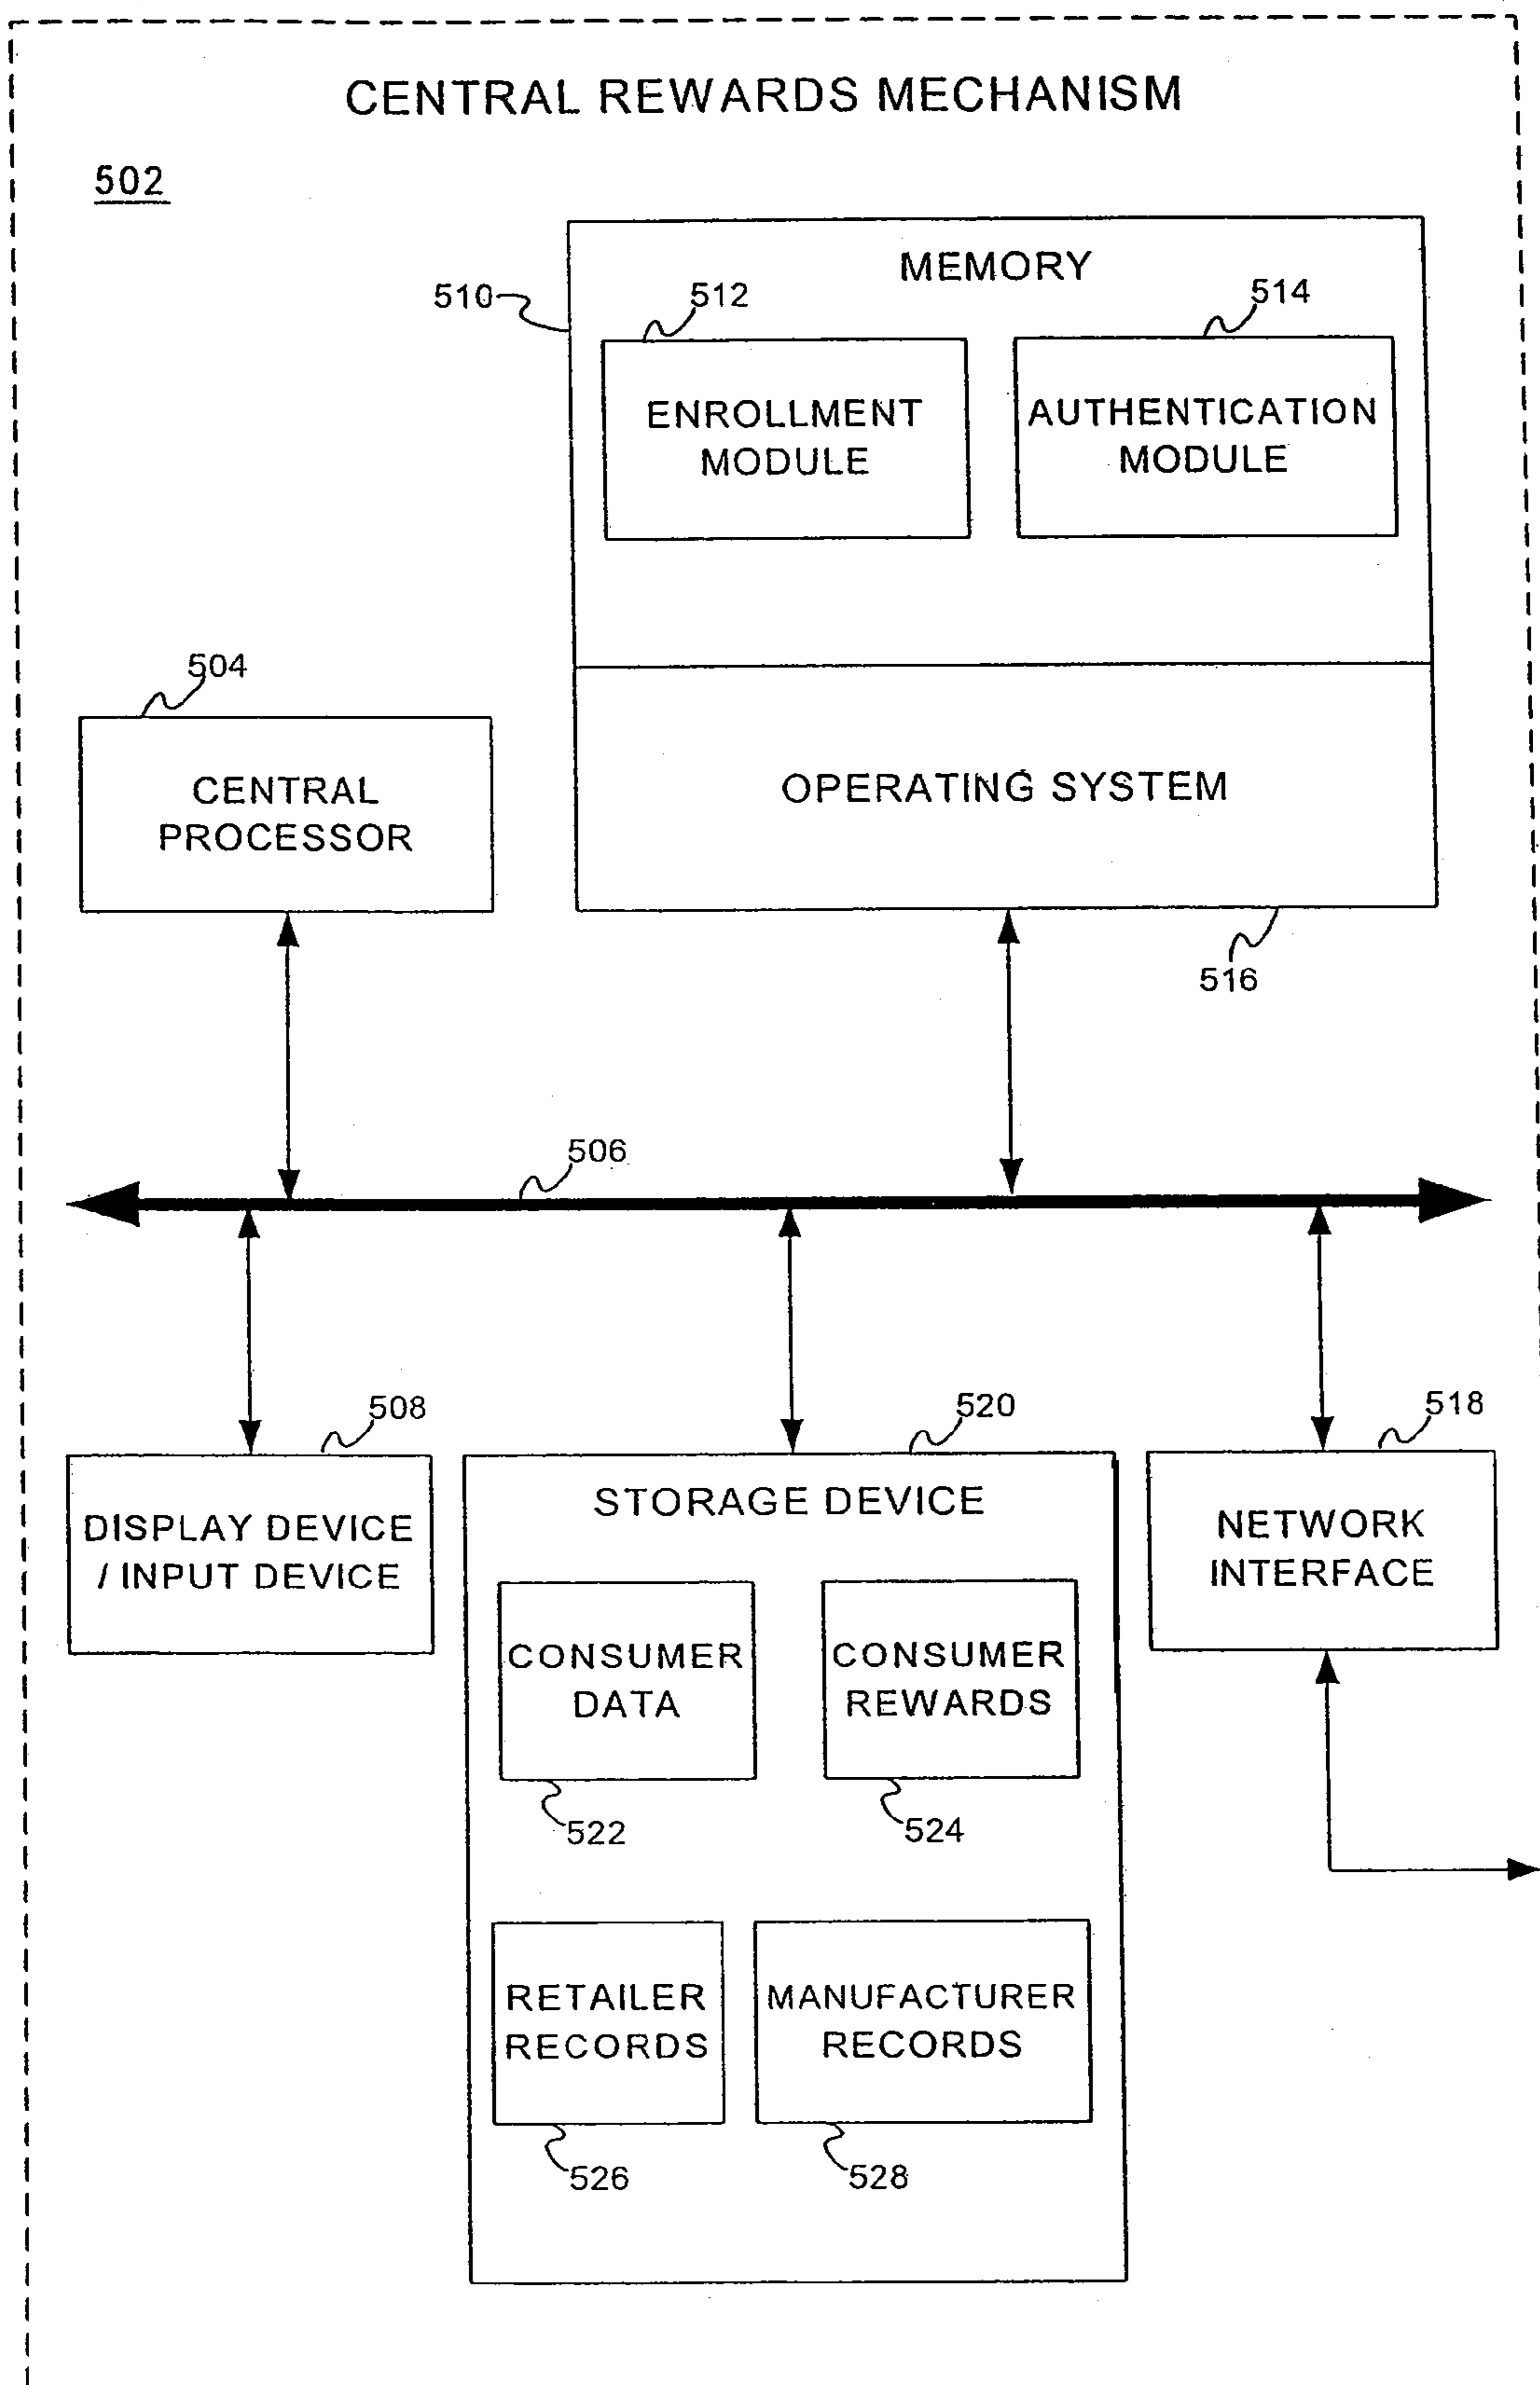 CENTRAL REWARDS MECHANISM
502
MEMORY
510
512
514
ENROLLMENT
MODULE
AUTHENTICATION
MODULE
504
CENTRAL
PROCESSOR
OPERATING SYSTEM
516
506
508
520
518
DISPLAY DEVICE
/ INPUT DEVICE
STORAGE DEVICE
NETWORK
INTERFACE
CONSUMER
DATA
CONSUMER
REWARDS
522
524
RETAILER
RECORDS
MANUFACTURER
RECORDS
526
528